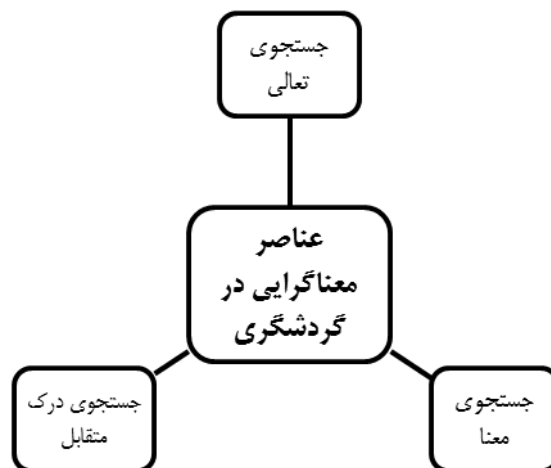 جستجوی
تعالی
عناصر
معناگرایی در
گردشگری
جستجوی
معنا
جستجوی درک
متقابل